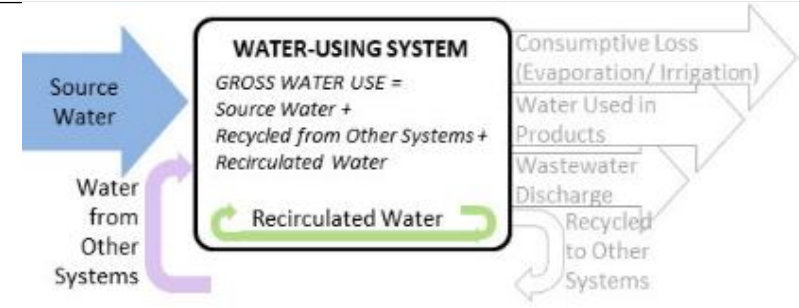 Source
Water
Water
from
Other
Systems
WATER-USING SYSTEM
GROSS WATER USE =
Source Water +
Recycled from Other Systems +
Recirculated Water
Recirculated Water
Consumptive Loss
(Evaporation/ Irrigation)
Water Used in
Products
Wastewater
Discharge
Recycled
to Other
Systems